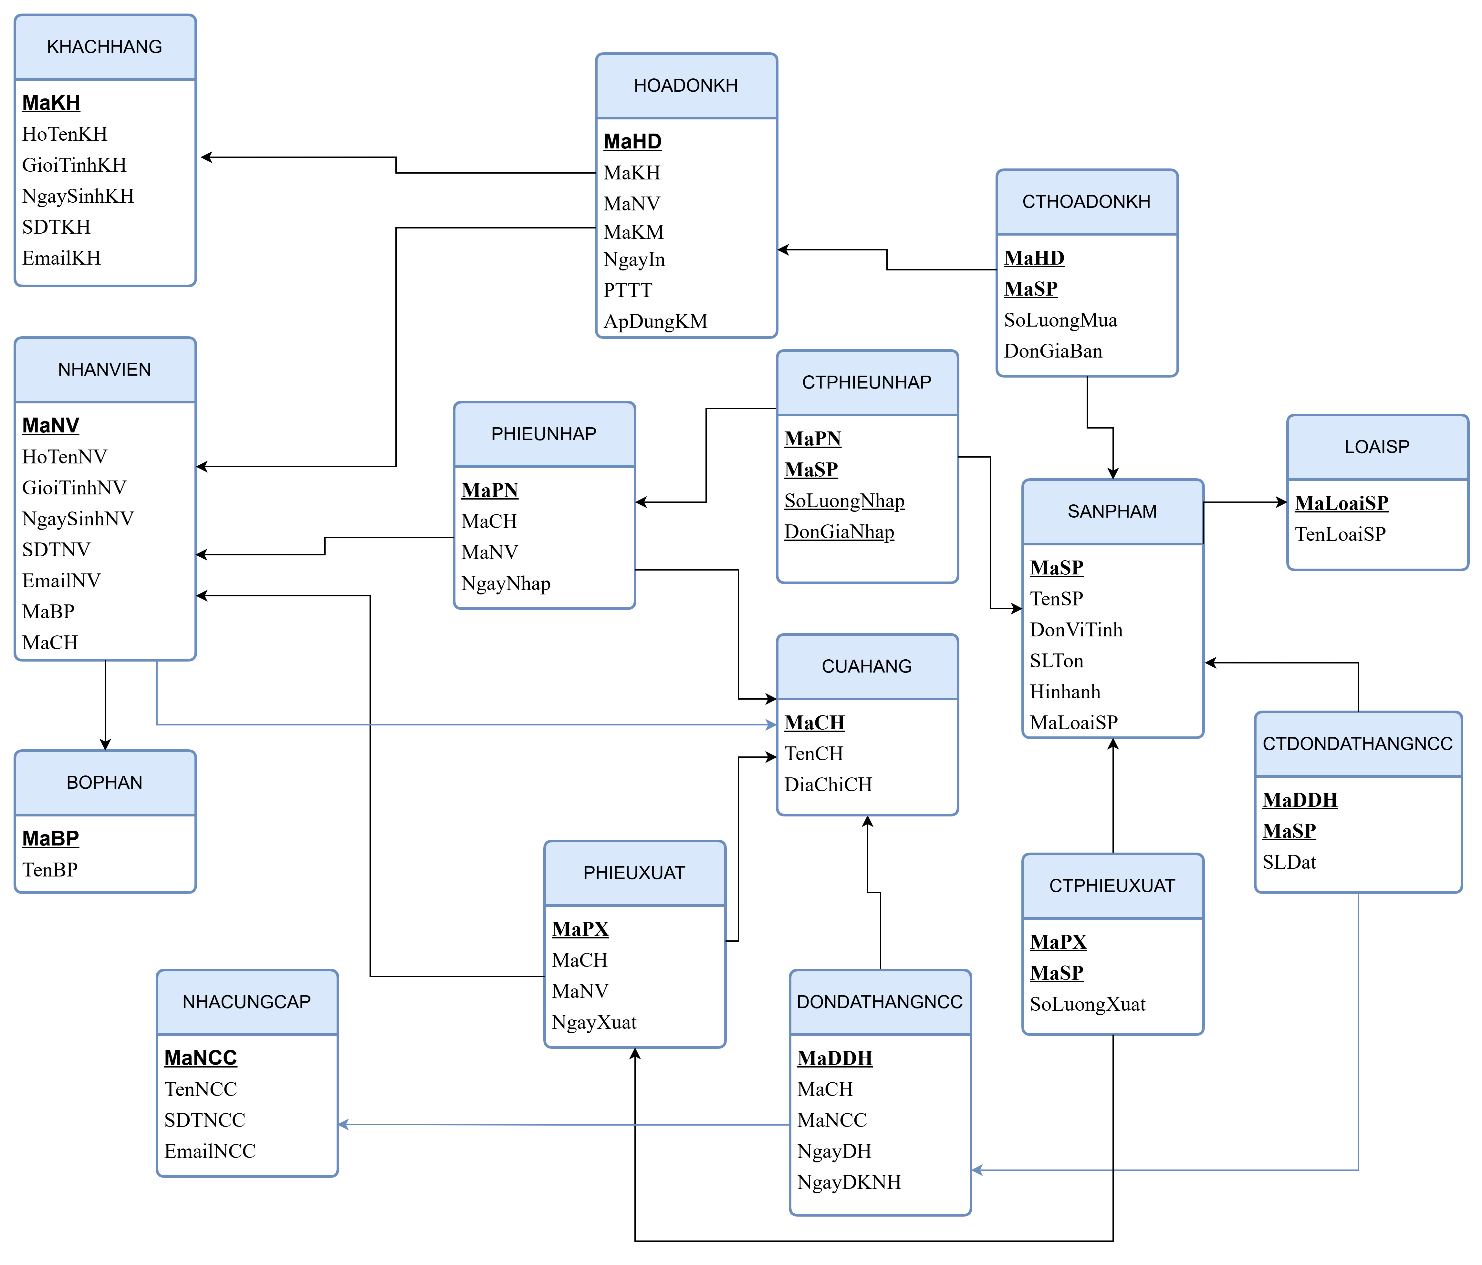 KHACHHANG
MaKH
HoTenKH
GioiTinhKH
NgaySinhKH
SDTKH
EmailKH
HOADONKH
MaHD
MaKH
MaNV
MaKM
NgayIn
PTTT
ApDungKM
CTHOADONKH
MaHD
MaSP
SoLuongMua
DonGiaBan
NHANVIEN
MaNV
HoTenNV
GioiTinhNV
NgaySinhNV
SDTNV
EmailNV
MaBP
MaCH
PHIEUNHAP
MaPN
MaCH
MaNV
NgayNhap
CTPHIEUNHAP
MaPN
MaSP
SoLuongNhap
DonGiaNhap
SANPHAM
MaSP
TenSP
DonViTinh
SLTon
Hinhanh
MaLoaiSP
LOAISP
MaLoaiSP
TenLoaiSP
CUAHANG
MaCH
TenCH
DiaChiCH
BOPHAN
MaBP
TenBP
CTDONDATHANGNCC
MaDDH
MaSP
SLDat
PHIEUXUAT
MaPX
MaCH
MaNV
NgayXuat
CTPHIEUXUAT
MaPX
MaSP
SoLuongXuat
NHACUNGCAP
MaNCC
TenNCC
SDTNCC
EmailNCC
DONDATHANGNCC
MaDDH
MaCH
MaNCC
NgayDH
NgayDKNH